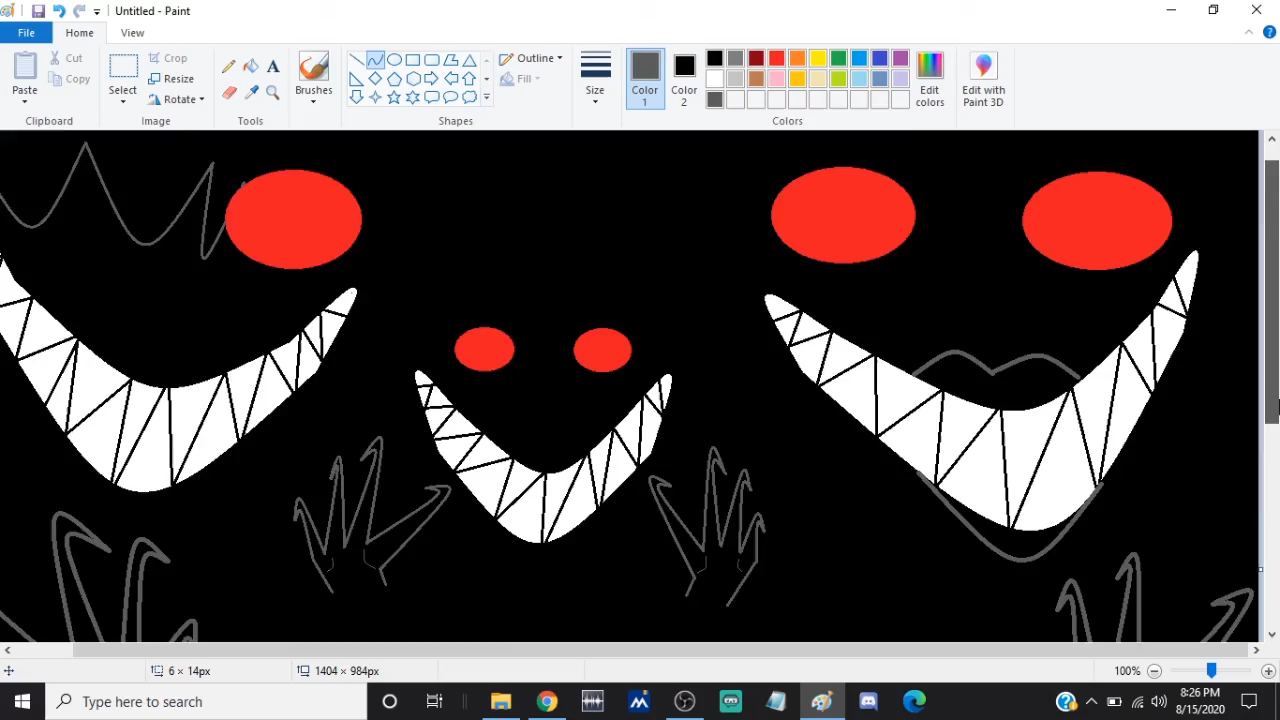 Untitled - Paint
File Home View
Paste Cut Copy
Clipboard
Select Crop Resize Rotate
Image
A
Tools
Brushes
Outline Fill
Shapes
Size
Color 1 Color 2
Edit colors
Colors
Edit with Paint 3D
6 × 14px 1404 × 984px 100%
Type here to search
8:26 PM
8/15/2020